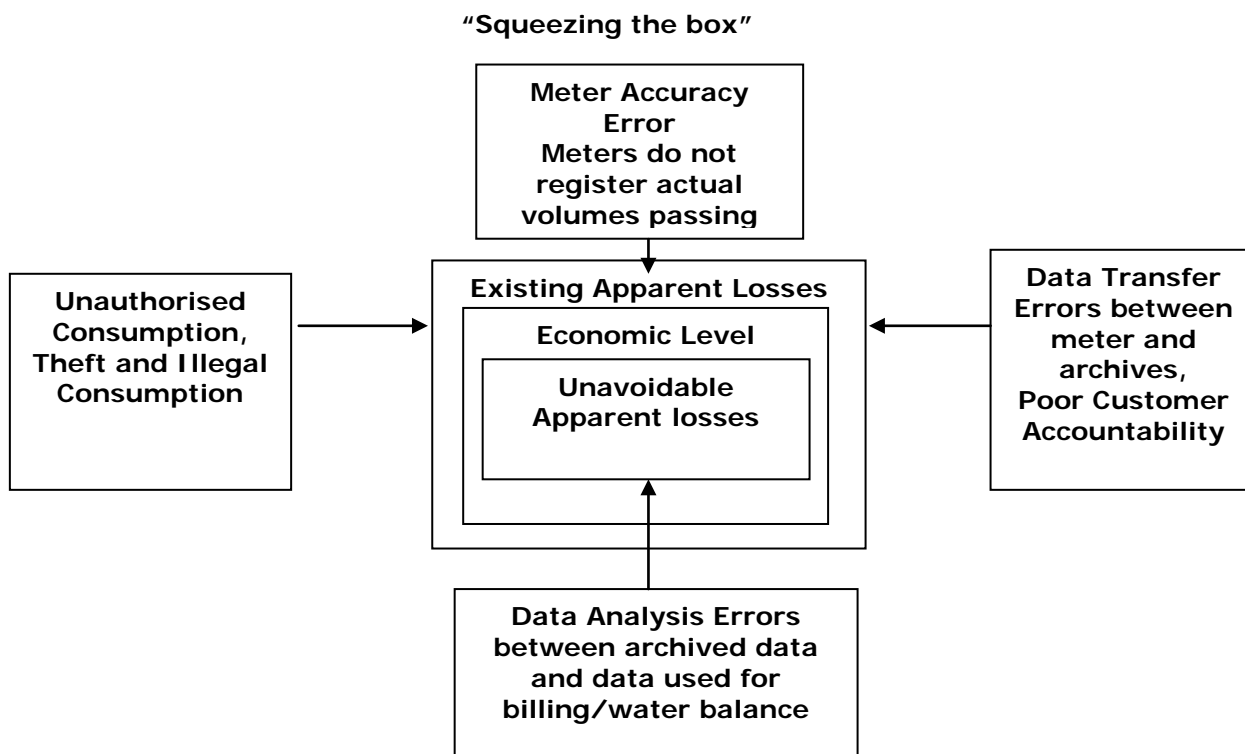 “Squeezing the box”
Meter Accuracy
Error
Meters do not
register actual
volumes passing
Unauthorised
Consumption,
Theft and Illegal
Consumption
Existing Apparent Losses
Economic Level
Unavoidable
Apparent losses
Data Transfer
Errors between
meter and
archives,
Poor Customer
Accountability
Data Analysis Errors
between archived data
and data used for
billing/water balance